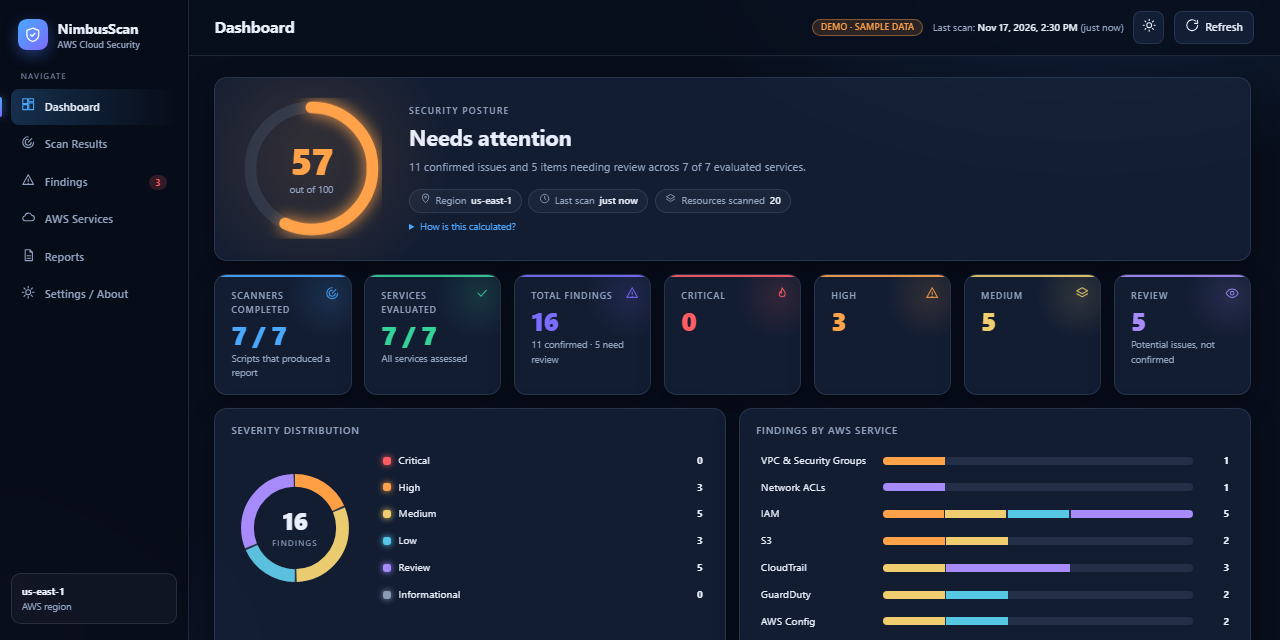 NimbusScan
AWS Cloud Security
NAVIGATE
Dashboard
Scan Results
Findings 3
AWS Services
Reports
Settings / About
us-east-1
AWS region
Dashboard
DEMO · SAMPLE DATA
Last scan: Nov 17, 2026, 2:30 PM (just now)
Refresh
57
out of 100
SECURITY POSTURE
Needs attention
11 confirmed issues and 5 items needing review across 7 of 7 evaluated services.
Region us-east-1
Last scan just now
Resources scanned 20
How is this calculated?
SCANNERS
COMPLETED
7 / 7
Scripts that produced a
report
SERVICES
EVALUATED
7 / 7
All services assessed
TOTAL FINDINGS
16
11 confirmed · 5 need
review
CRITICAL
0
HIGH
3
MEDIUM
5
REVIEW
5
Potential issues, not
confirmed
SEVERITY DISTRIBUTION
16
FINDINGS
Critical 0
High 3
Medium 5
Low 3
Review 5
Informational 0
FINDINGS BY AWS SERVICE
VPC & Security Groups 1
Network ACLs 1
IAM 5
S3 2
CloudTrail 3
GuardDuty 2
AWS Config 2